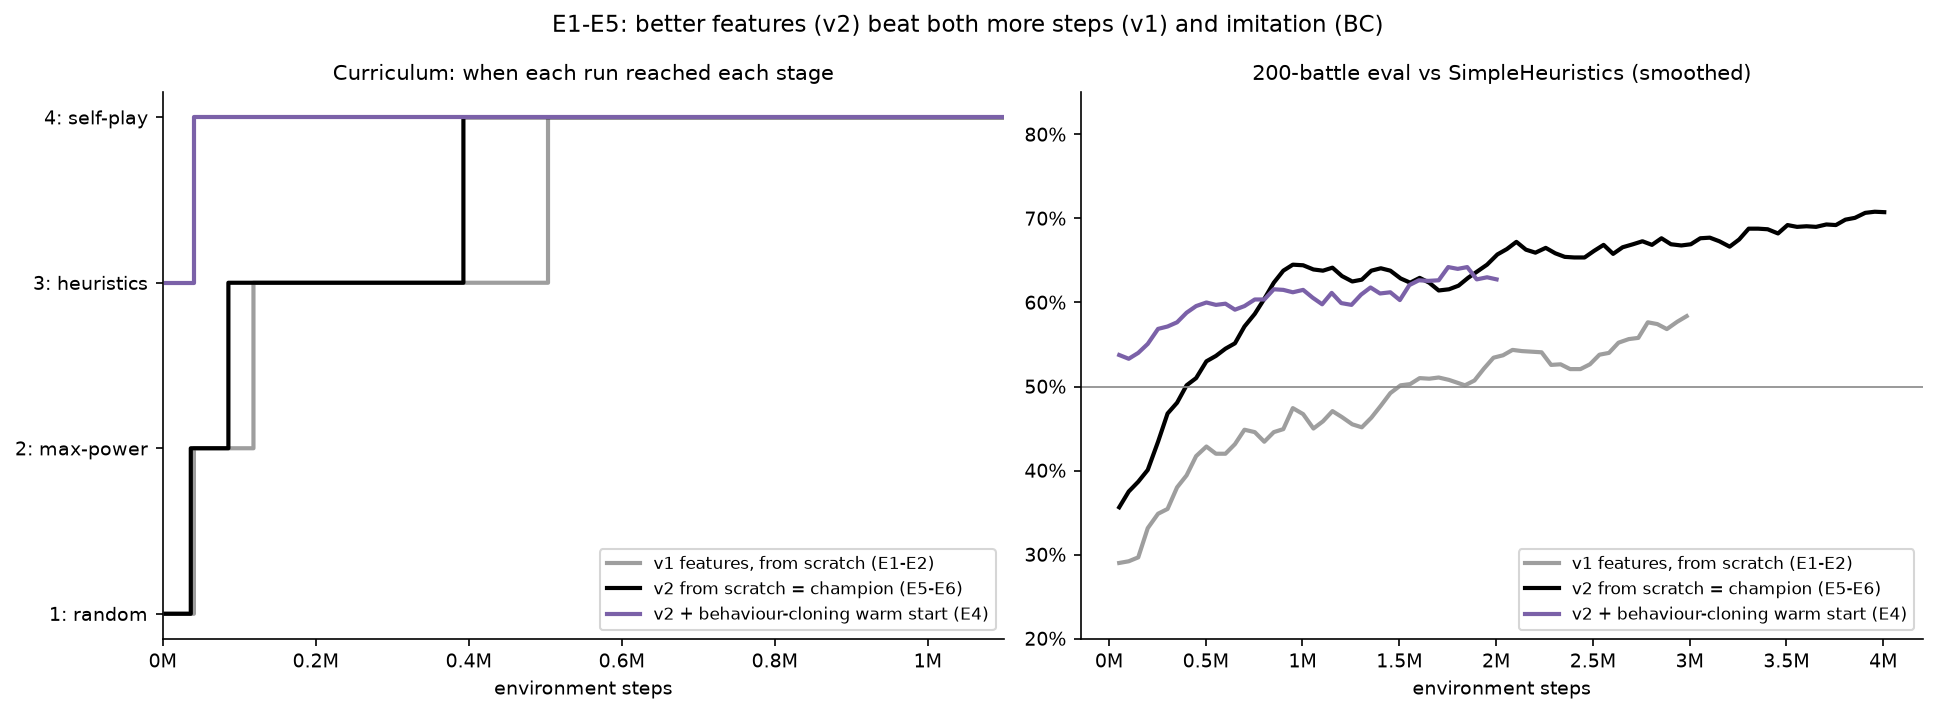 E1-E5: better features (v2) beat both more steps (v1) and imitation (BC)
Curriculum: when each run reached each stage
4: self-play
3: heuristics
2: max-power
1: random
0M 0.2M 0.4M 0.6M 0.8M 1M
environment steps
v1 features, from scratch (E1-E2)
v2 from scratch = champion (E5-E6)
v2 + behaviour-cloning warm start (E4)
200-battle eval vs SimpleHeuristics (smoothed)
80%
70%
60%
50%
40%
30%
20%
0M 0.5M 1M 1.5M 2M 2.5M 3M 3.5M 4M
environment steps
v1 features, from scratch (E1-E2)
v2 from scratch = champion (E5-E6)
v2 + behaviour-cloning warm start (E4)